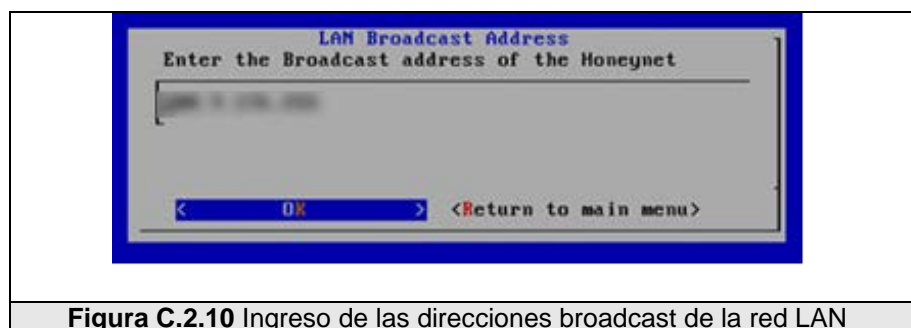 LAN Broadcast Address
Enter the Broadcast address of the Honeynet
< OK > <Return to main menu>
Figura C.2.10 Ingreso de las direcciones broadcast de la red LAN